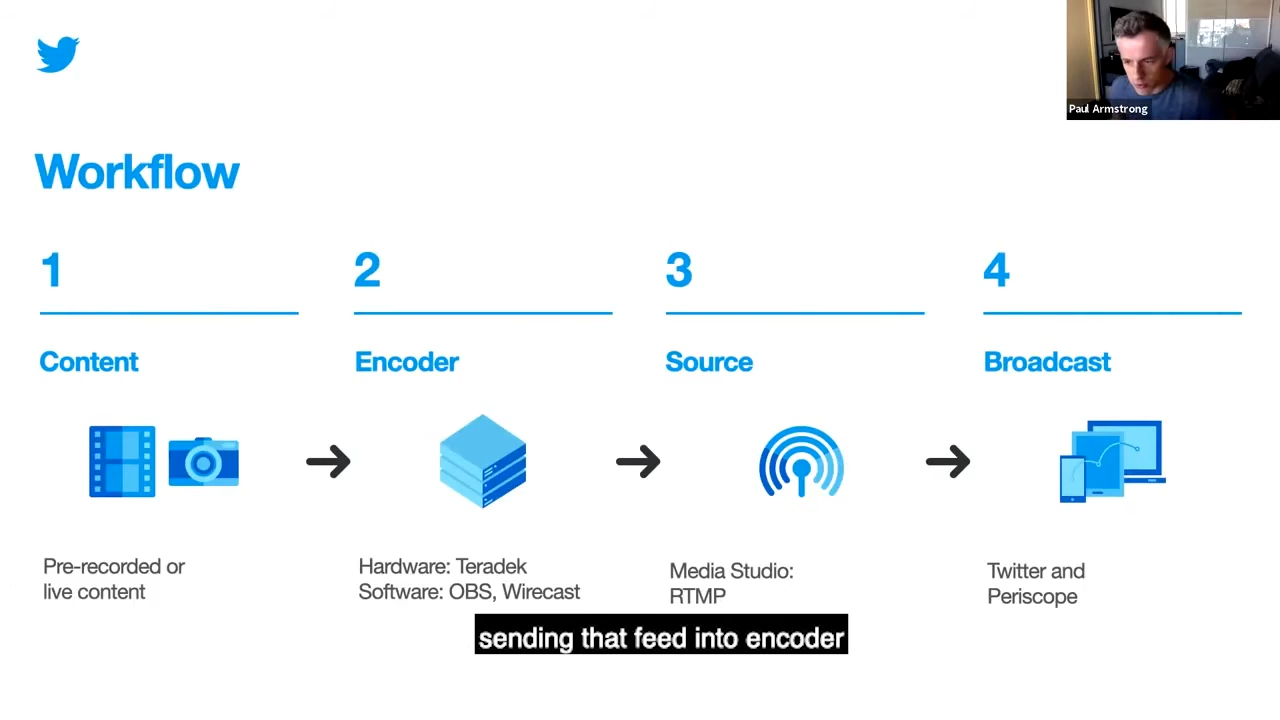 Paul Armstrong
Workflow
1
2
3
4
Content
Encoder
Source
Broadcast
Pre-recorded or
live content
Hardware: Teradek
Software: OBS, Wirecast
Media Studio:
RTMP
Twitter and
Periscope
sending that feed into encoder